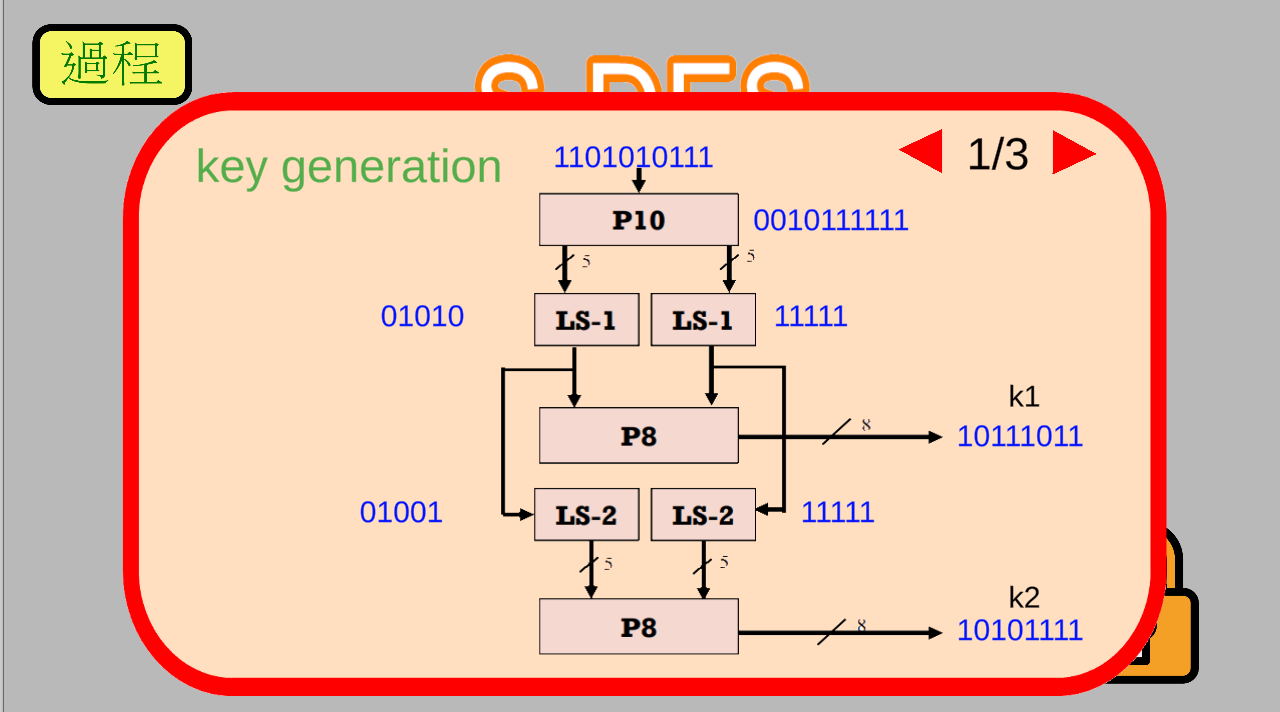 過程
S-DES
key generation
1101010111
1/3
P10
0010111111
5
5
01010
LS-1
LS-1
11111
k1
P8
8
10111011
01001
LS-2
LS-2
11111
5
5
k2
P8
8
10101111